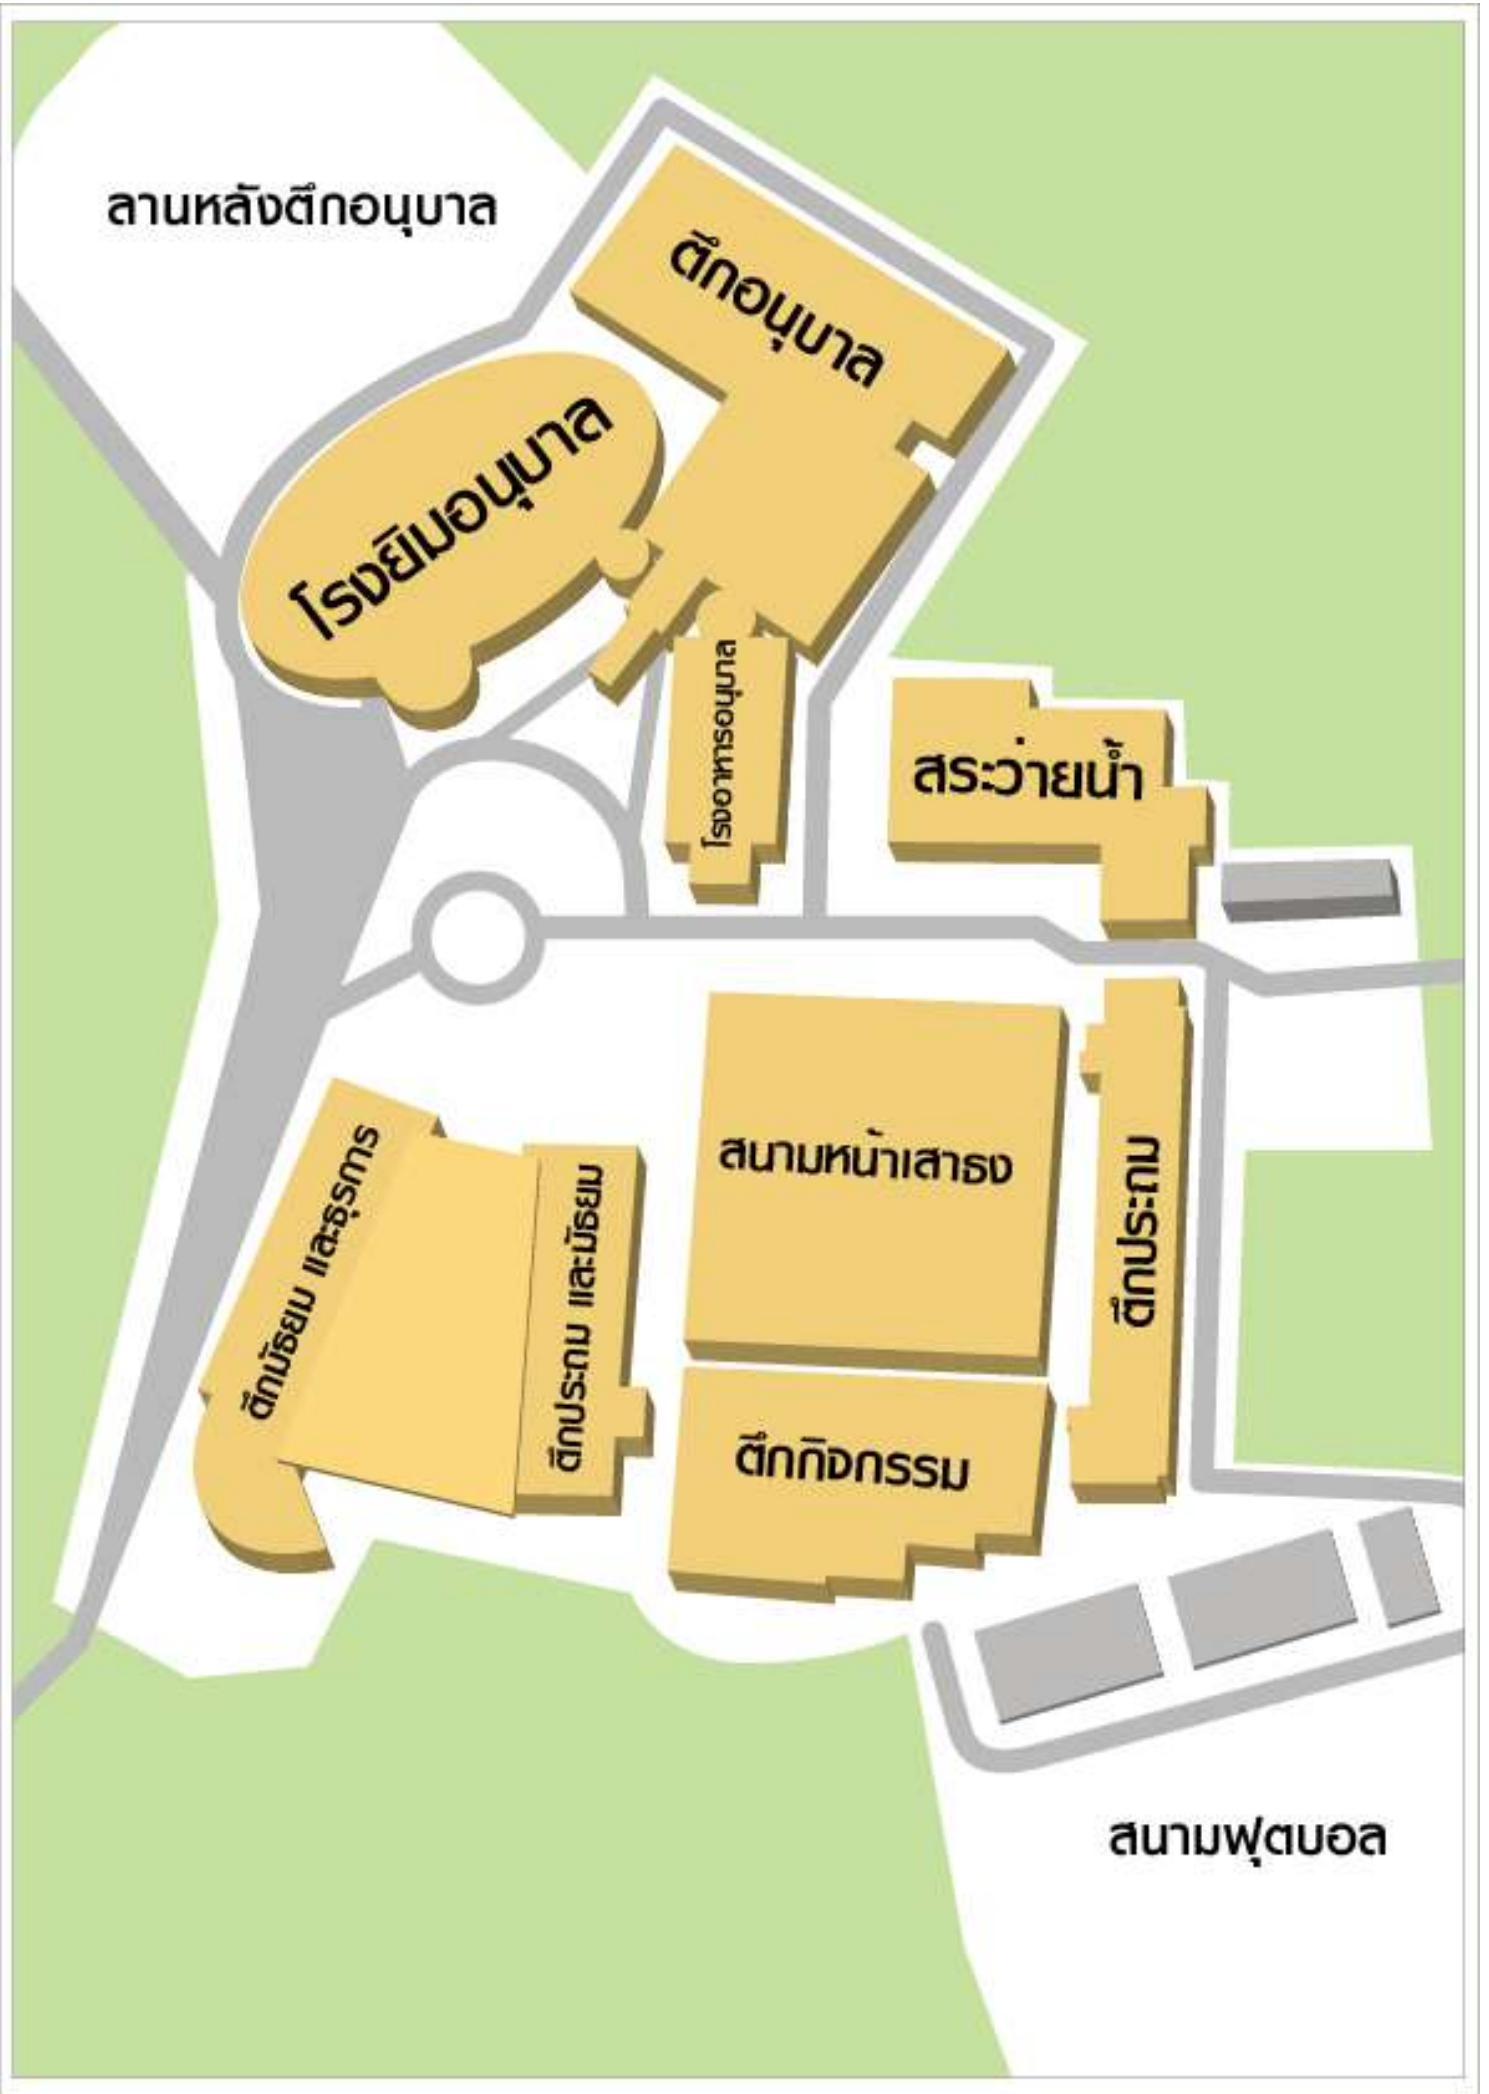 ลานหลังตึกอนุบาล
ตึกอนุบาล
โรงยิมอนุบาล
โรงอาหารอนุบาล
สระว่ายน้ำ
สนามหน้าเสาธง
ตึกประถม
ตึกมัธยม และธุรการ
ตึกประถม และมัธยม
ตึกกิจกรรม
สนามฟุตบอล